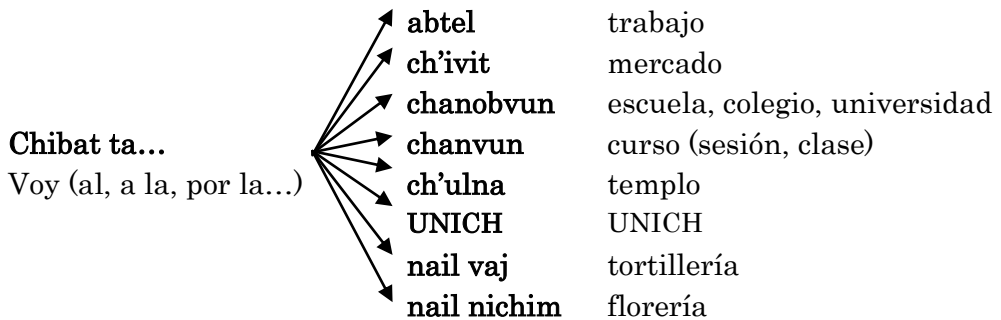 abtel trabajo
ch’ivit mercado
chanobvun escuela, colegio, universidad
Chibat ta… chanvun curso (sesión, clase)
Voy (al, a la, por la…) ch’ulna templo
UNICH UNICH
nail vaj tortillería
nail nichim florería